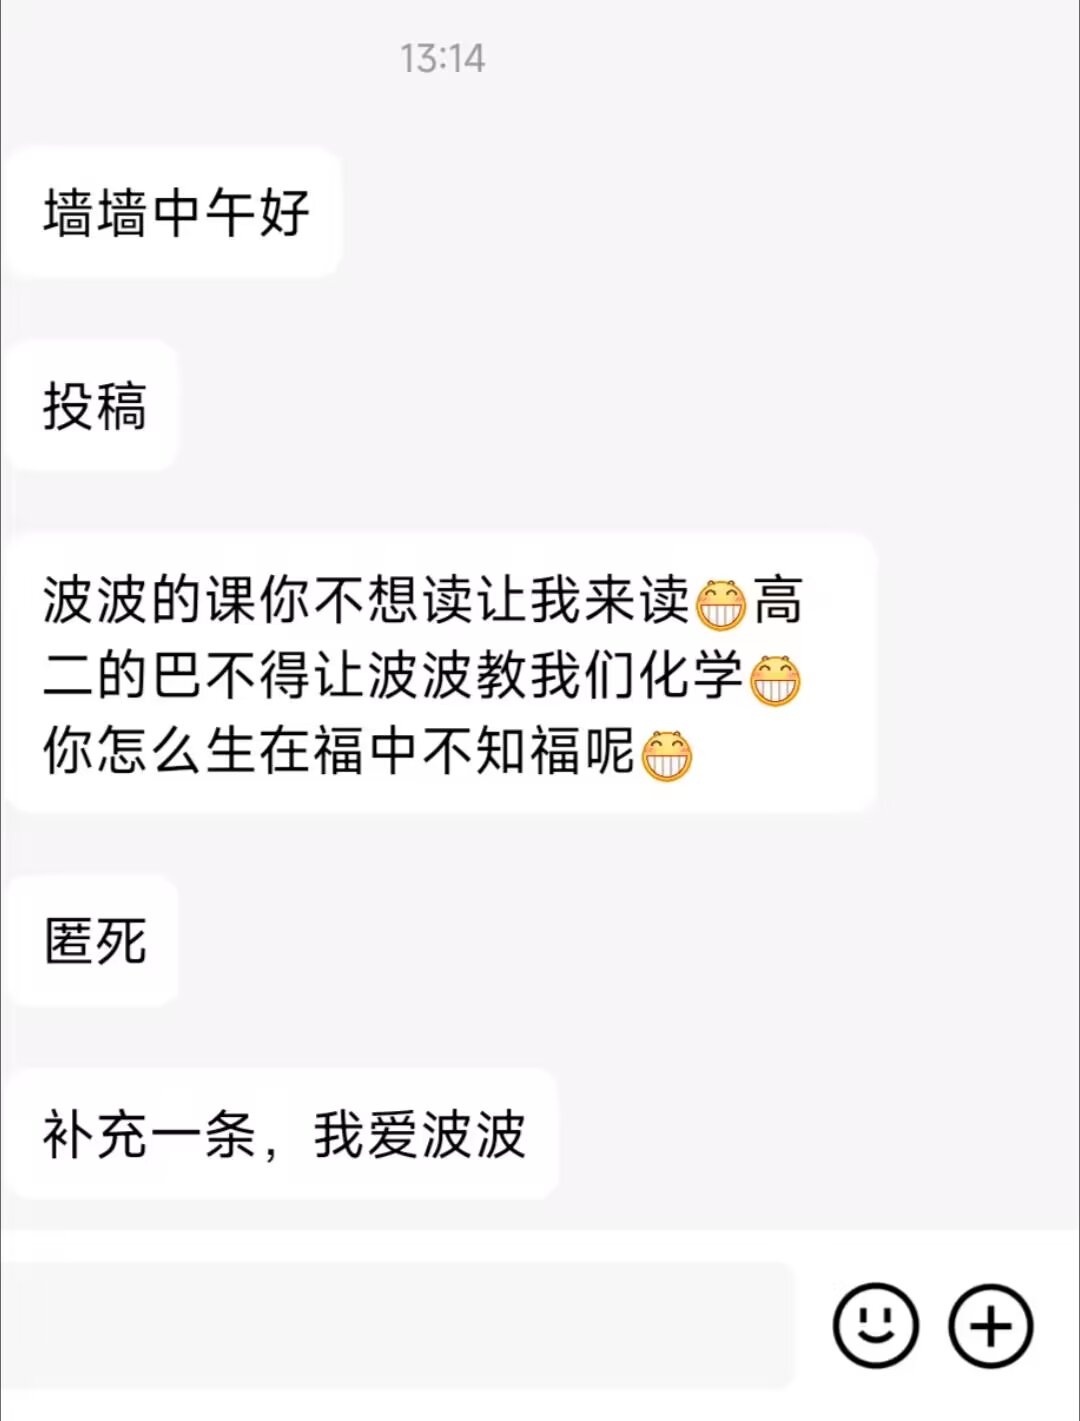 13:14
墙墙中午好
投稿
波波的课你不想读让我来读😁高
二的巴不得让波波教我们化学😁
你怎么生在福中不知福呢😁
匿死
补充一条，我爱波波